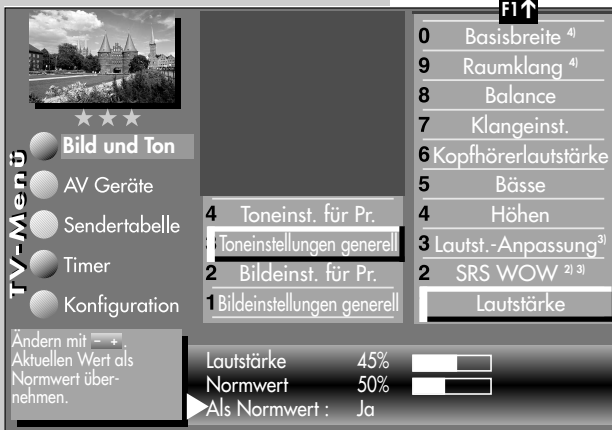 F1↑
0 Basisbreite 4)
9 Raumklang 4)
8 Balance
7 Klangeinst.
6 Kopfhörerlautstärke
5 Bässe
4 Höhen
3 Lautst.-Anpassung 3)
2 SRS WOW 2) 3)
Lautstärke
4 Toneinst. für Pr.
3 Toneinstellungen generell
2 Bildeinst. für Pr.
1 Bildeinstellungen generell
TV-Menü
Bild und Ton
AV Geräte
Sendertabelle
Timer
Konfiguration
Ändern mit - + .
Aktuellen Wert als
Normwert über-
nehmen.
Lautstärke 45%
Normwert 50%
Als Normwert : Ja